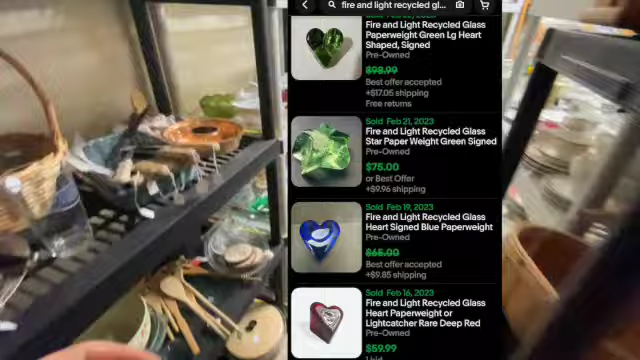 fire and light recycled gl...
Fire and Light Recycled Glass
Paperweight Green Lg Heart
Shaped, Signed
Pre-Owned
$98.99
Best offer accepted
+$17.05 shipping
Free returns
Sold Feb 21, 2023
Fire and Light Recycled Glass
Star Paper Weight Green Signed
Pre-Owned
$75.00
or Best Offer
+$9.96 shipping
Sold Feb 19, 2023
Fire and Light Recycled Glass
Heart Signed Blue Paperweight
Pre-Owned
$65.00
Best offer accepted
+$9.85 shipping
Sold Feb 16, 2023
Fire and Light Recycled Glass
Heart Paperweight or
Lightcatcher Rare Deep Red
Pre-Owned
$59.99